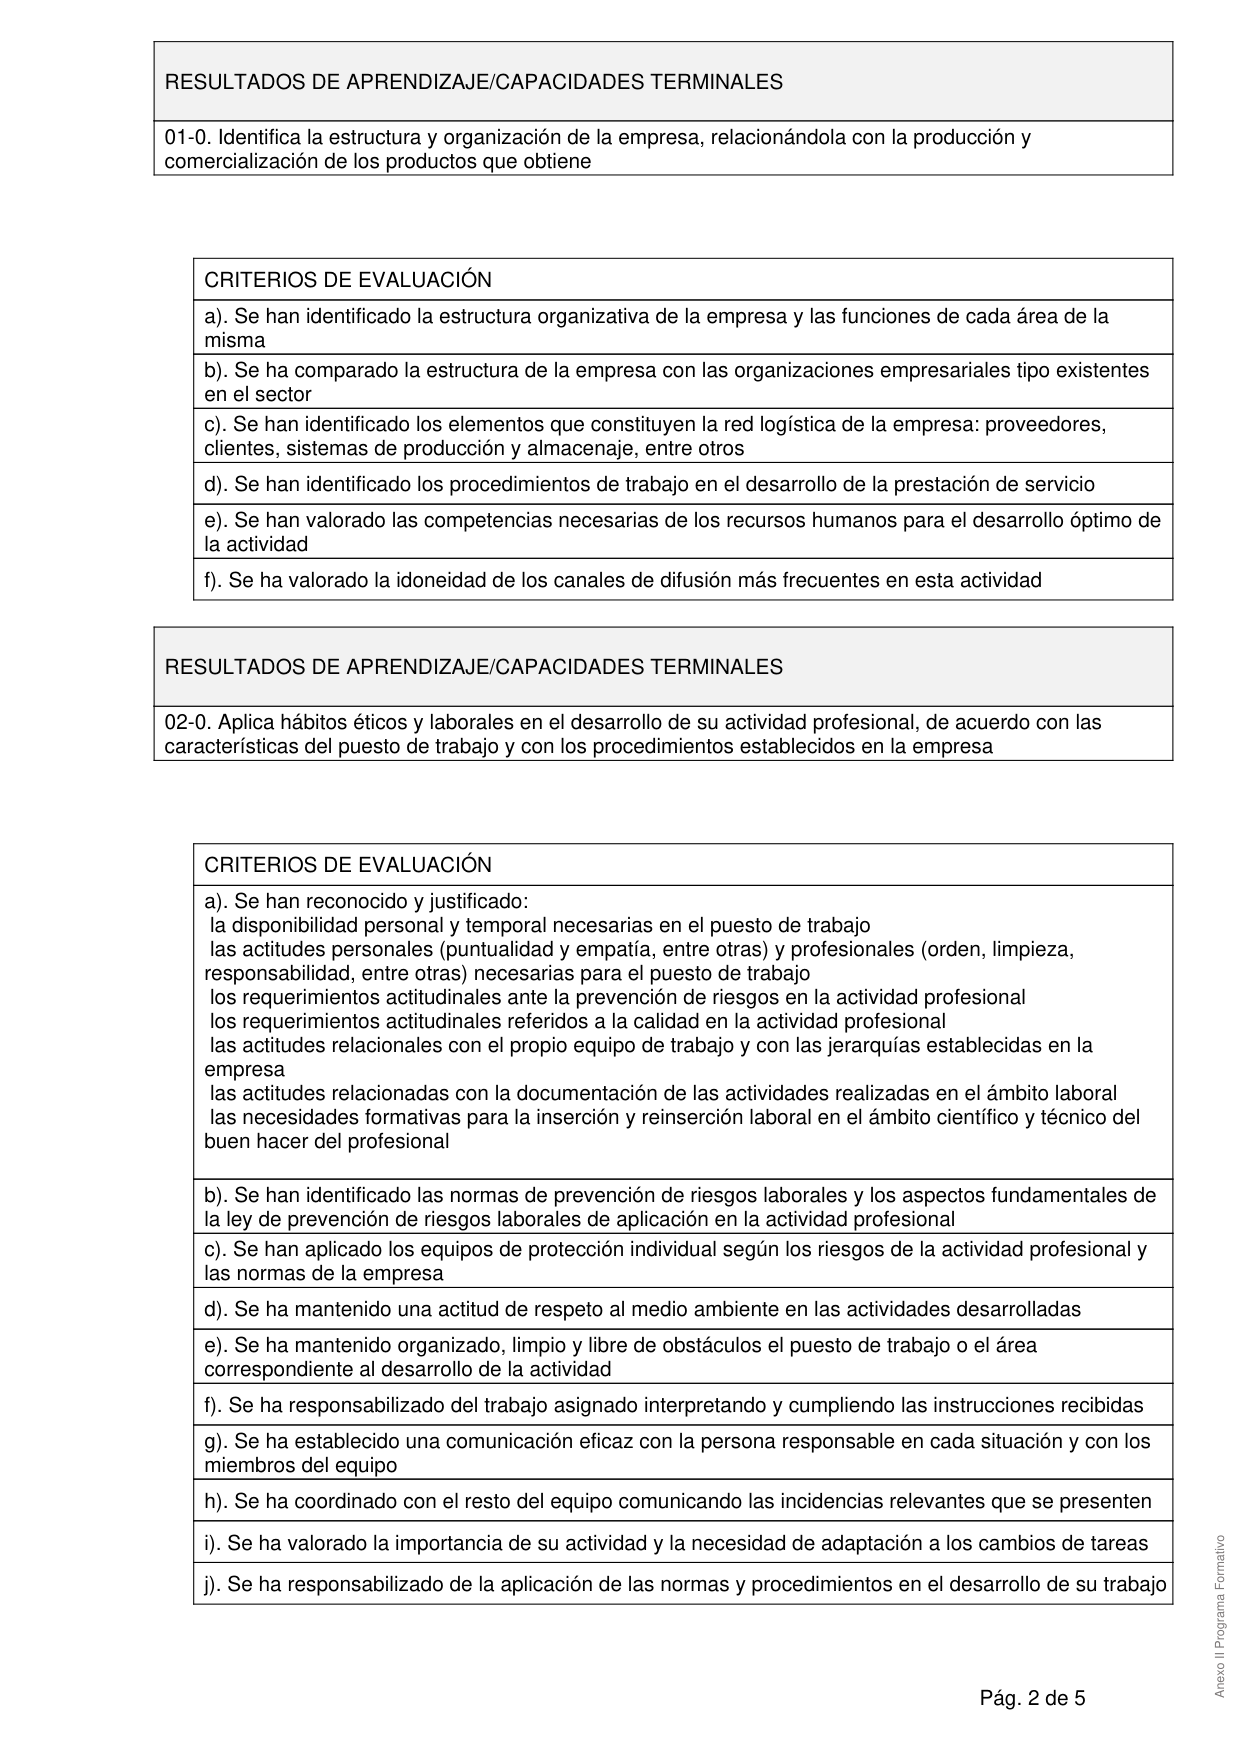 RESULTADOS DE APRENDIZAJE/CAPACIDADES TERMINALES
01-0. Identifica la estructura y organización de la empresa, relacionándola con la producción y
comercialización de los productos que obtiene
CRITERIOS DE EVALUACIÓN
a). Se han identificado la estructura organizativa de la empresa y las funciones de cada área de la
misma
b). Se ha comparado la estructura de la empresa con las organizaciones empresariales tipo existentes
en el sector
c). Se han identificado los elementos que constituyen la red logística de la empresa: proveedores,
clientes, sistemas de producción y almacenaje, entre otros
d). Se han identificado los procedimientos de trabajo en el desarrollo de la prestación de servicio
e). Se han valorado las competencias necesarias de los recursos humanos para el desarrollo óptimo de
la actividad
f). Se ha valorado la idoneidad de los canales de difusión más frecuentes en esta actividad
RESULTADOS DE APRENDIZAJE/CAPACIDADES TERMINALES
02-0. Aplica hábitos éticos y laborales en el desarrollo de su actividad profesional, de acuerdo con las
características del puesto de trabajo y con los procedimientos establecidos en la empresa
CRITERIOS DE EVALUACIÓN
a). Se han reconocido y justificado:
la disponibilidad personal y temporal necesarias en el puesto de trabajo
las actitudes personales (puntualidad y empatía, entre otras) y profesionales (orden, limpieza,
responsabilidad, entre otras) necesarias para el puesto de trabajo
los requerimientos actitudinales ante la prevención de riesgos en la actividad profesional
los requerimientos actitudinales referidos a la calidad en la actividad profesional
las actitudes relacionales con el propio equipo de trabajo y con las jerarquías establecidas en la
empresa
las actitudes relacionadas con la documentación de las actividades realizadas en el ámbito laboral
las necesidades formativas para la inserción y reinserción laboral en el ámbito científico y técnico del
buen hacer del profesional
b). Se han identificado las normas de prevención de riesgos laborales y los aspectos fundamentales de
la ley de prevención de riesgos laborales de aplicación en la actividad profesional
c). Se han aplicado los equipos de protección individual según los riesgos de la actividad profesional y
las normas de la empresa
d). Se ha mantenido una actitud de respeto al medio ambiente en las actividades desarrolladas
e). Se ha mantenido organizado, limpio y libre de obstáculos el puesto de trabajo o el área
correspondiente al desarrollo de la actividad
f). Se ha responsabilizado del trabajo asignado interpretando y cumpliendo las instrucciones recibidas
g). Se ha establecido una comunicación eficaz con la persona responsable en cada situación y con los
miembros del equipo
h). Se ha coordinado con el resto del equipo comunicando las incidencias relevantes que se presenten
i). Se ha valorado la importancia de su actividad y la necesidad de adaptación a los cambios de tareas
j). Se ha responsabilizado de la aplicación de las normas y procedimientos en el desarrollo de su trabajo
Anexo II Programa Formativo
Pág. 2 de 5